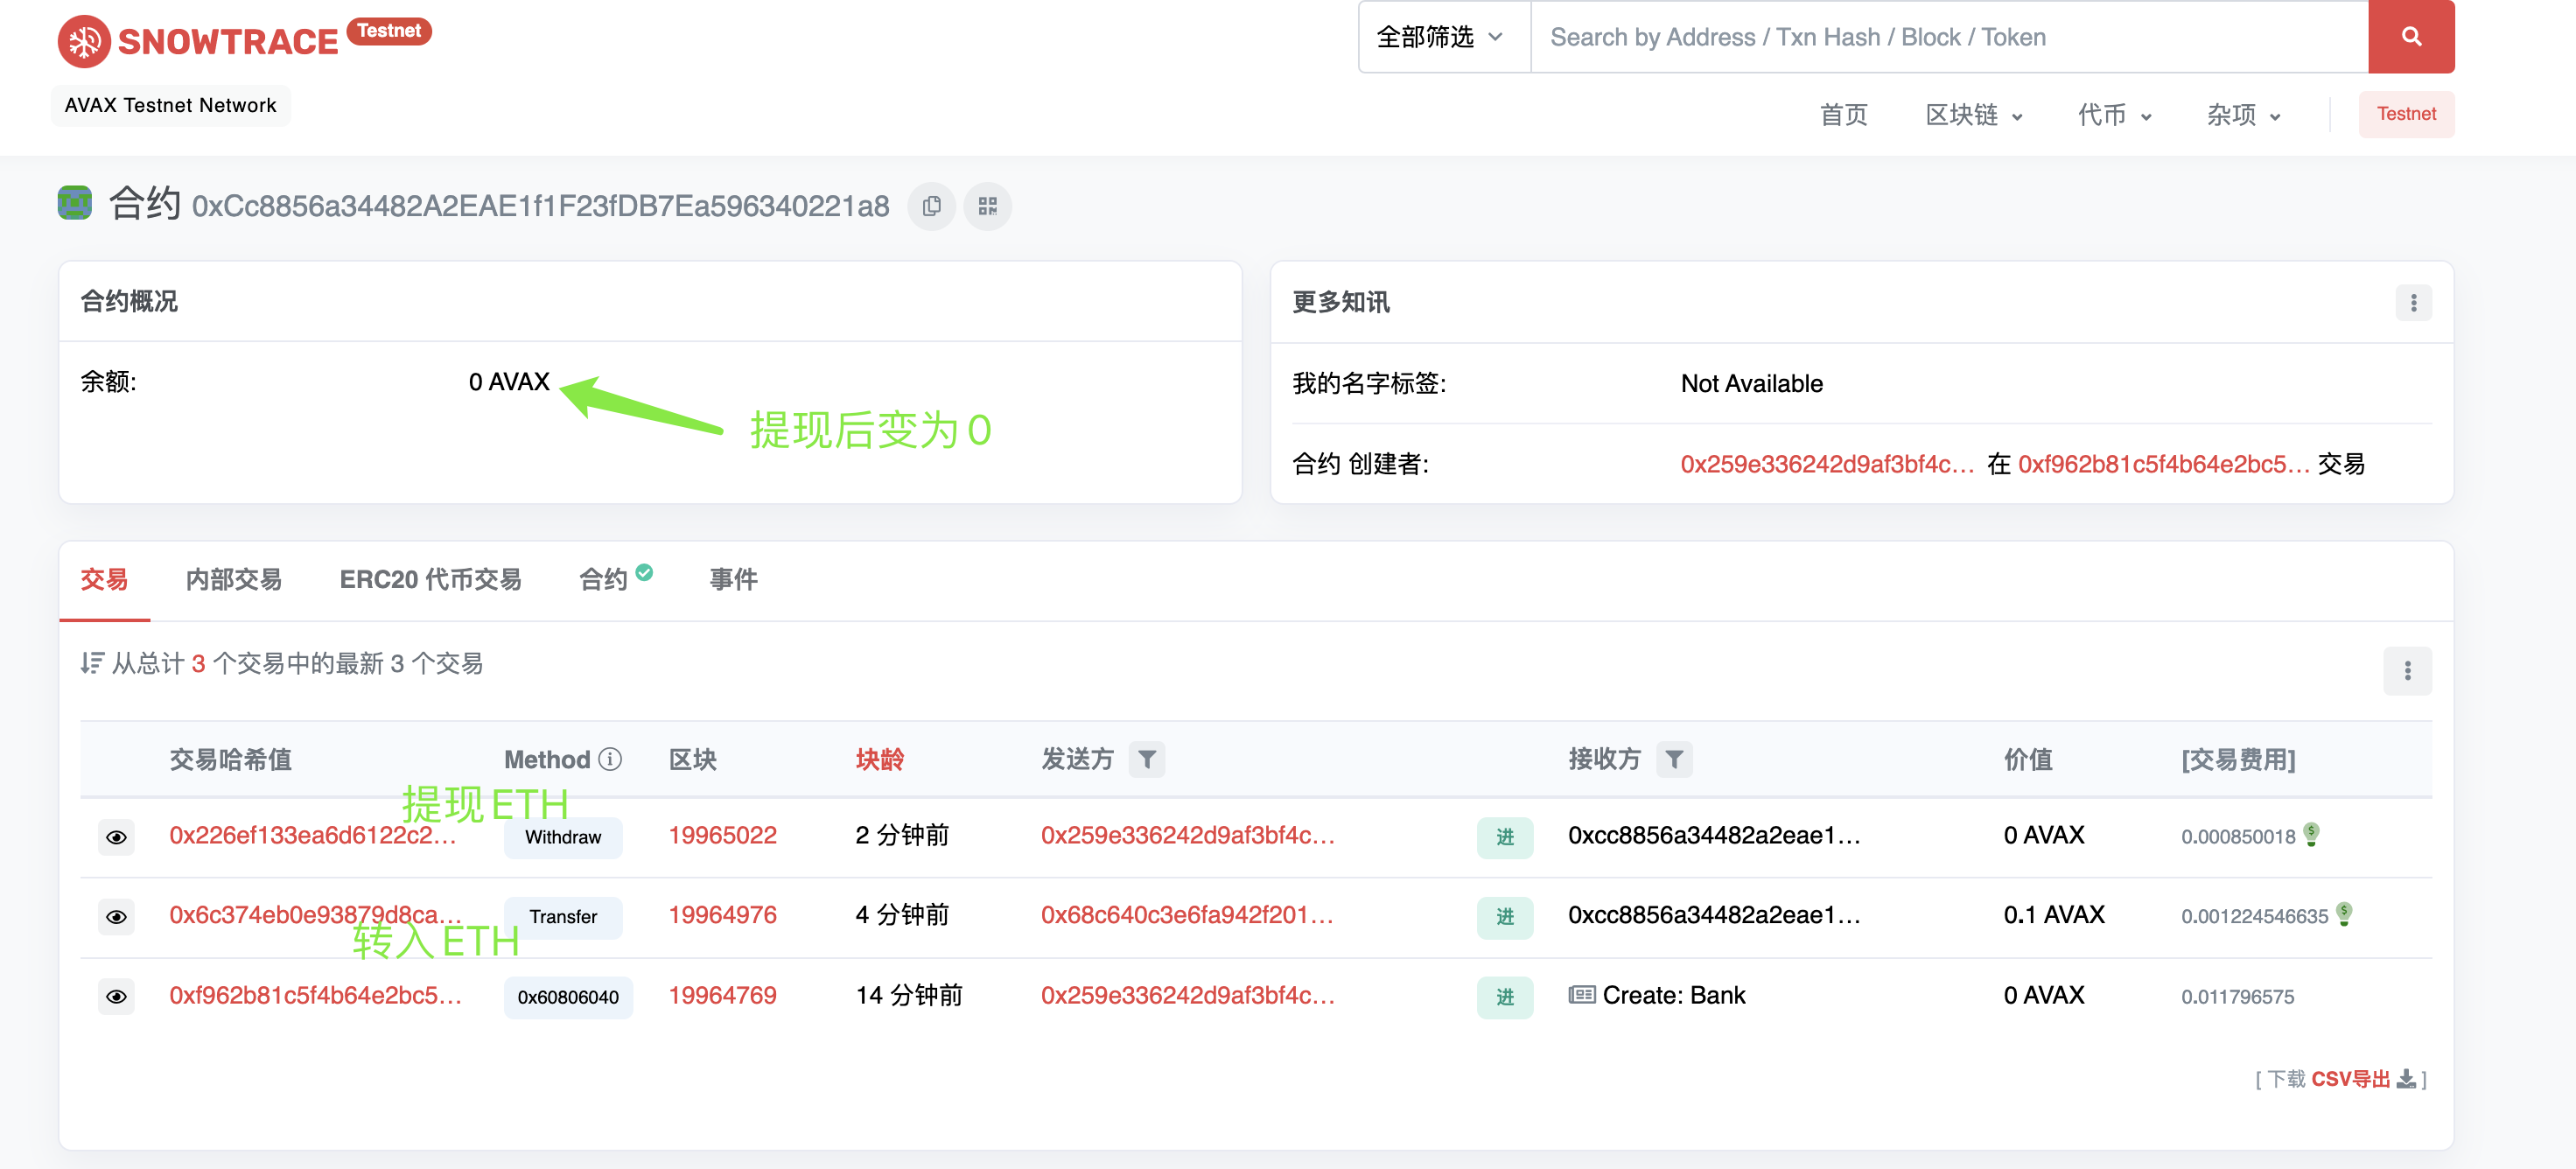 SNOWTRACE Testnet
全部筛选 Search by Address / Txn Hash / Block / Token
AVAX Testnet Network
首页 区块链 代币 杂项 Testnet
合约 0xCc8856a34482A2EAE1f1F23fDB7Ea596340221a8
合约概况
余额: 0 AVAX
提现后变为0
更多知讯
我的名字标签: Not Available
合约 创建者: 0x259e336242d9af3bf4c... 在 0xf962b81c5f4b64e2bc5... 交易
交易 内部交易 ERC20 代币交易 合约 事件
从总计 3 个交易中的最新 3 个交易
交易哈希值 Method 区块 块龄 发送方 接收方 价值 [交易费用]
提现ETH
0x226ef133ea6d6122c2... Withdraw 19965022 2 分钟前 0x259e336242d9af3bf4c... 进 0xcc8856a34482a2eae1... 0 AVAX 0.000850018
0x6c374eb0e93879d8ca... Transfer 19964976 4 分钟前 0x68c640c3e6fa942f201... 进 0xcc8856a34482a2eae1... 0.1 AVAX 0.001224546635
转入ETH
0xf962b81c5f4b64e2bc5... 0x60806040 19964769 14 分钟前 0x259e336242d9af3bf4c... 进 Create: Bank 0 AVAX 0.011796575
[ 下载 CSV导出 ]